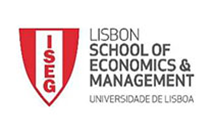 ISEG
LISBON
SCHOOL OF
ECONOMICS &
MANAGEMENT
UNIVERSIDADE DE LISBOA